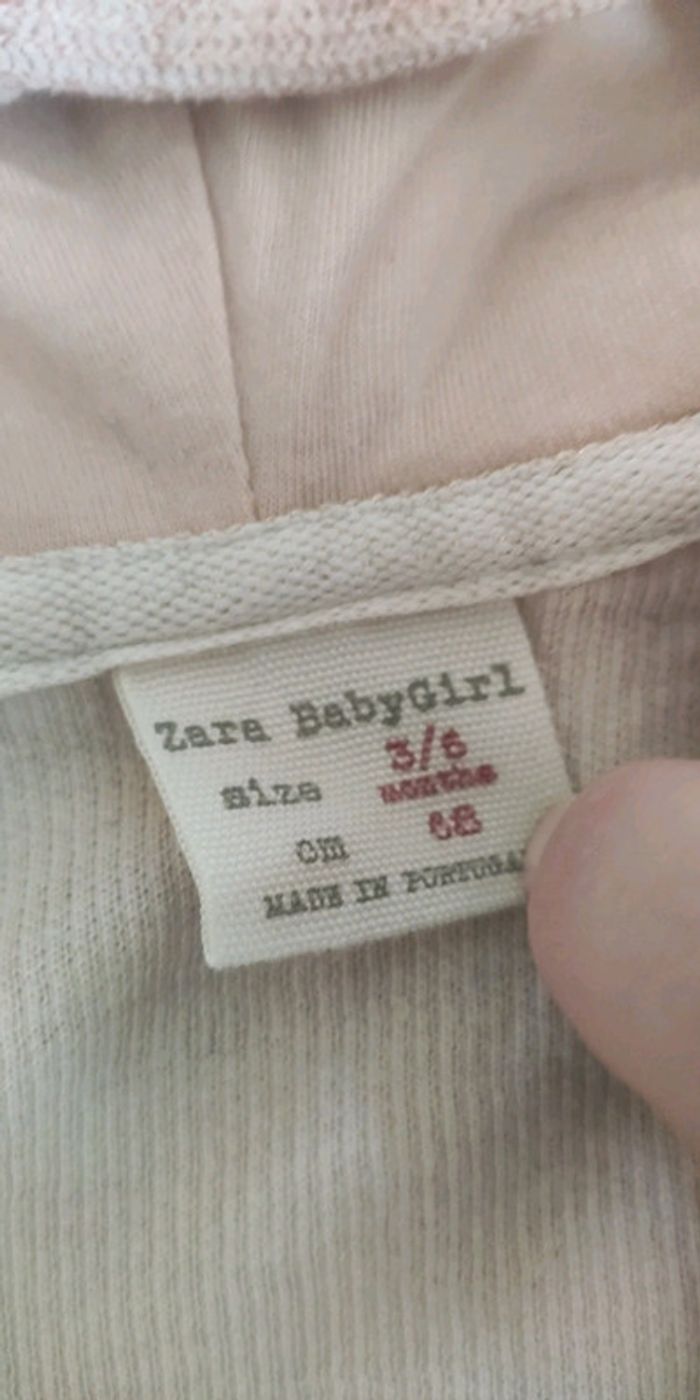 Zara BabyGirl
size 3/6 months
cm 68
MADE IN PORTUGAL